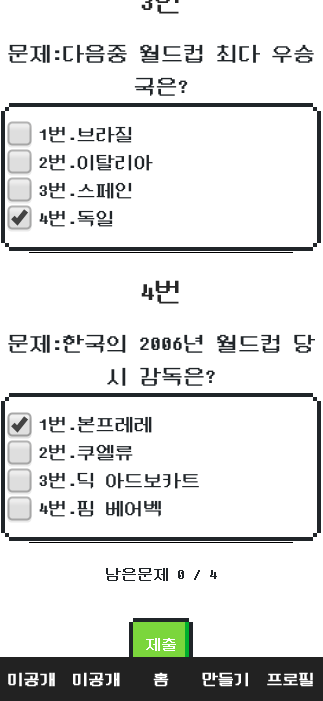 3번
문제:다음중 월드컵 최다 우승
국은?
1번.브라질
2번.이탈리아
3번.스페인
4번.독일
4번
문제:한국의 2006년 월드컵 당
시 감독은?
1번.본프레레
2번.쿠엘류
3번.딕 아드보카트
4번.핌 베어벡
남은문제 0 / 4
제출
미공개 미공개 홈 만들기 프로필